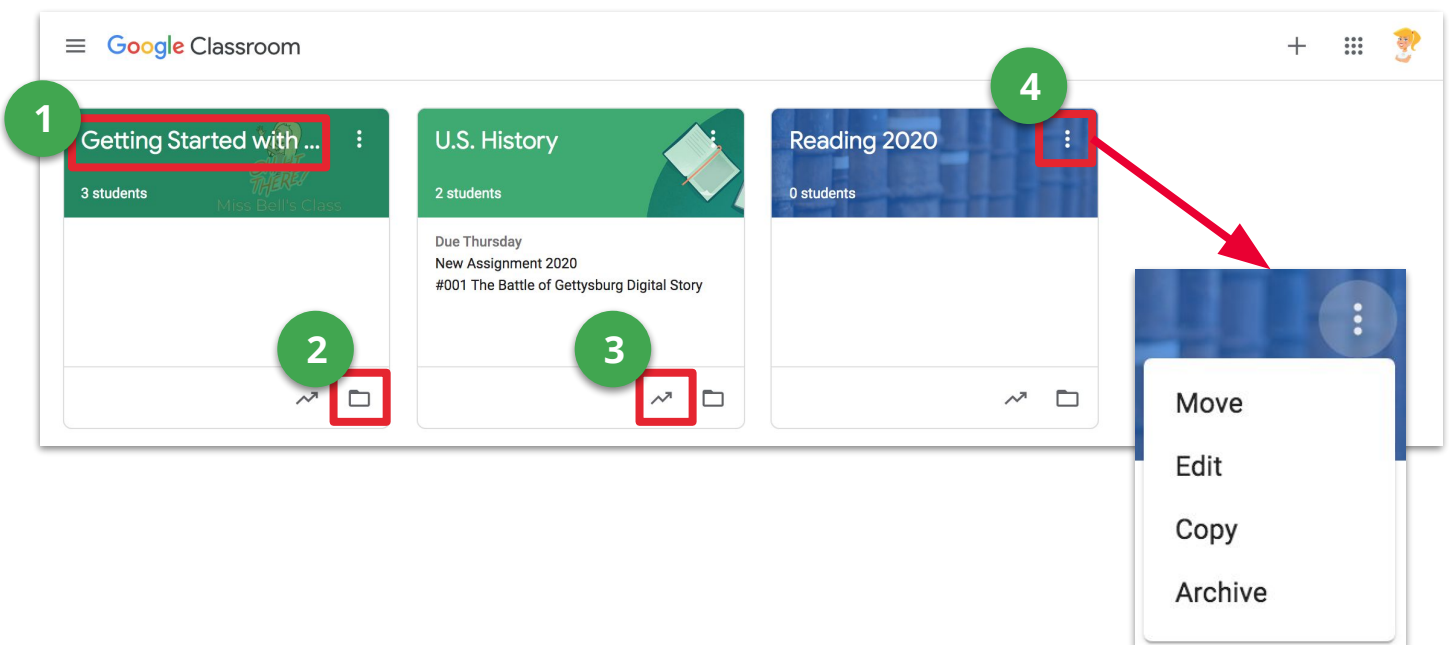 Google Classroom
4
1
Getting Started with ...
U.S. History
Reading 2020
3 students
THERE!
Miss Bell's Class
2 students
0 students
Due Thursday
New Assignment 2020
#001 The Battle of Gettysburg Digital Story
2
3
Move
Edit
Copy
Archive